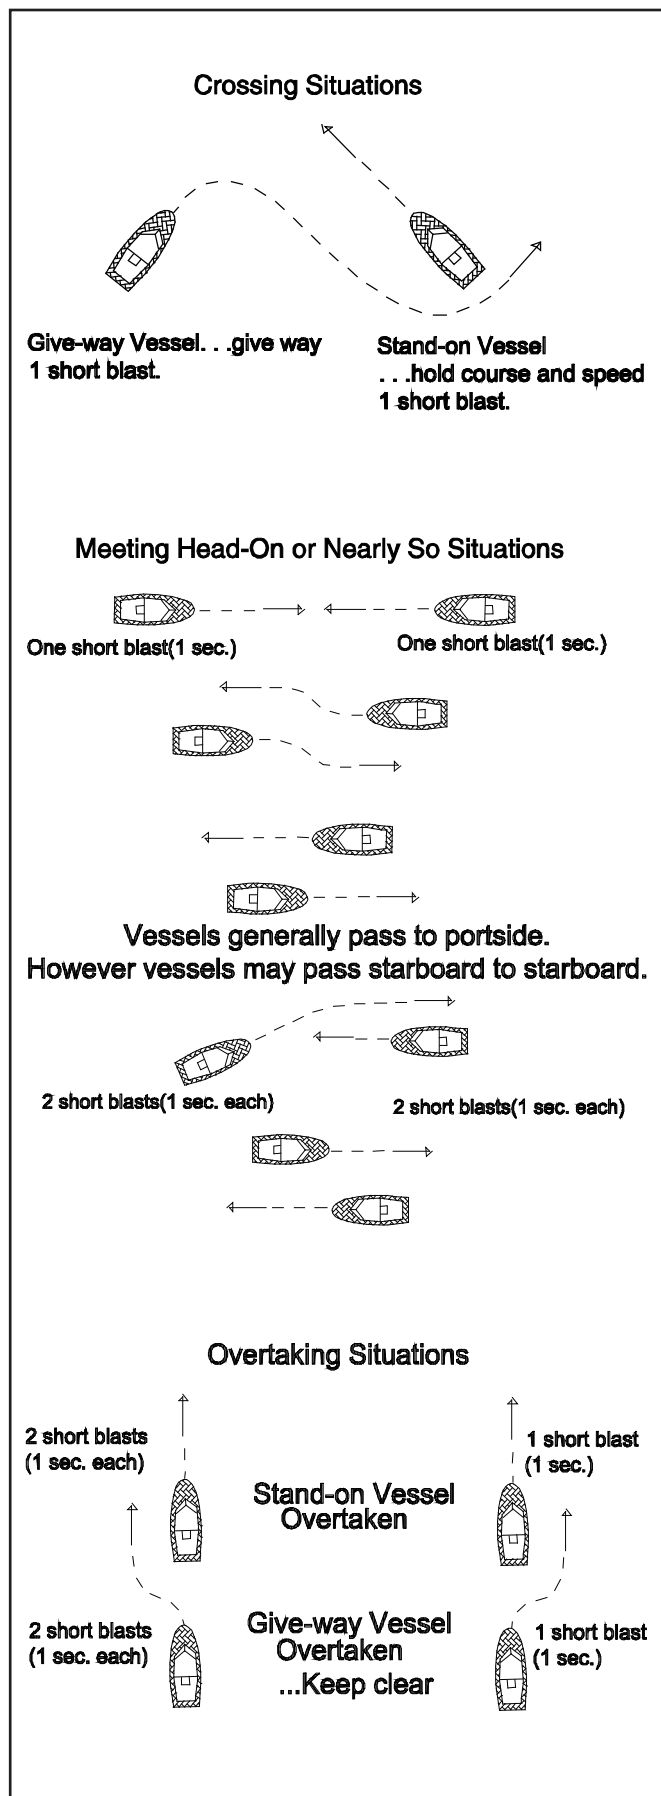 Crossing Situations
Give-way Vessel. . .give way
1 short blast.
Stand-on Vessel
. . .hold course and speed
1 short blast.
Meeting Head-On or Nearly So Situations
One short blast(1 sec.)
One short blast(1 sec.)
Vessels generally pass to portside.
However vessels may pass starboard to starboard.
2 short blasts(1 sec. each)
2 short blasts(1 sec. each)
Overtaking Situations
2 short blasts
(1 sec. each)
1 short blast
(1 sec.)
Stand-on Vessel
Overtaken
2 short blasts
(1 sec. each)
Give-way Vessel
Overtaken
...Keep clear
1 short blast
(1 sec.)